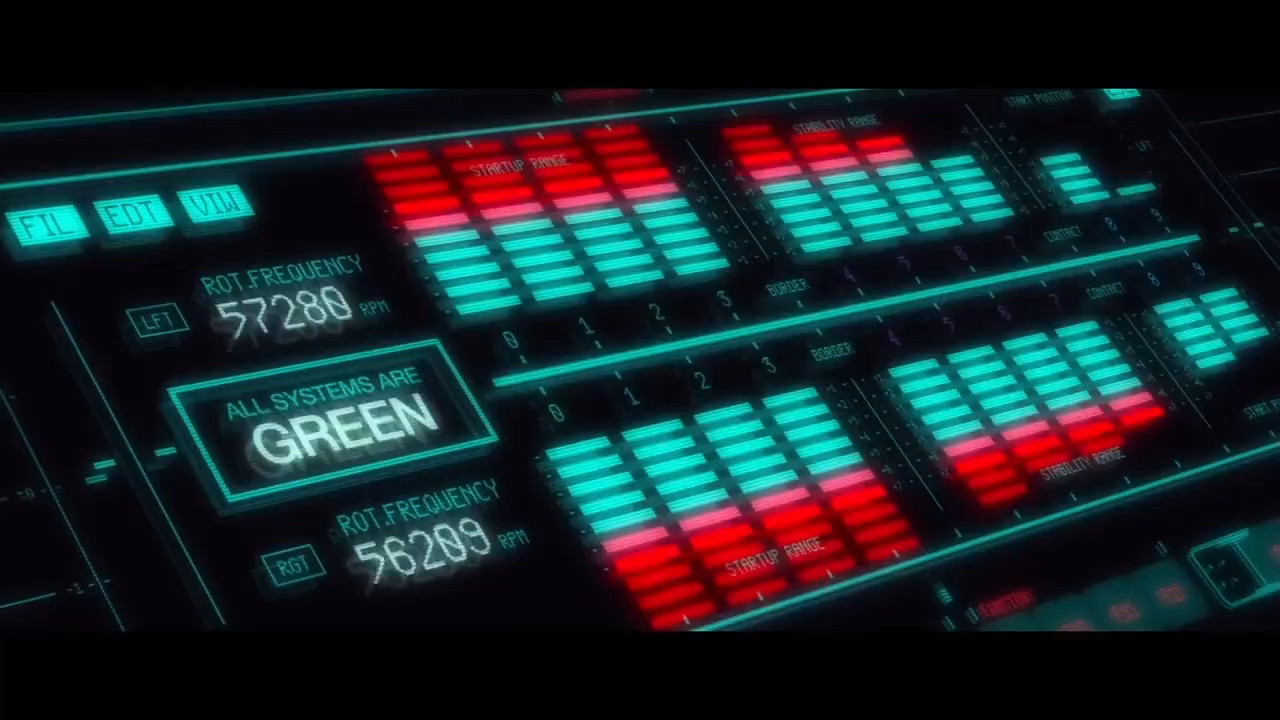 START POSITION
STABILITY RANGE
STARTUP RANGE
LFT
FIL EDT VIW
ROT.FREQUENCY
LFT 57280 RPM
0 1 2 3 BORDER 4 5 6 7 CONTACT 8 9
0 1 2 3 BORDER 4 5 6 7 CONTACT 8 9
ALL SYSTEMS ARE
GREEN
ROT.FREQUENCY
RGT 56209 RPM
STABILITY RANGE
STARTUP RANGE
FUNCTION